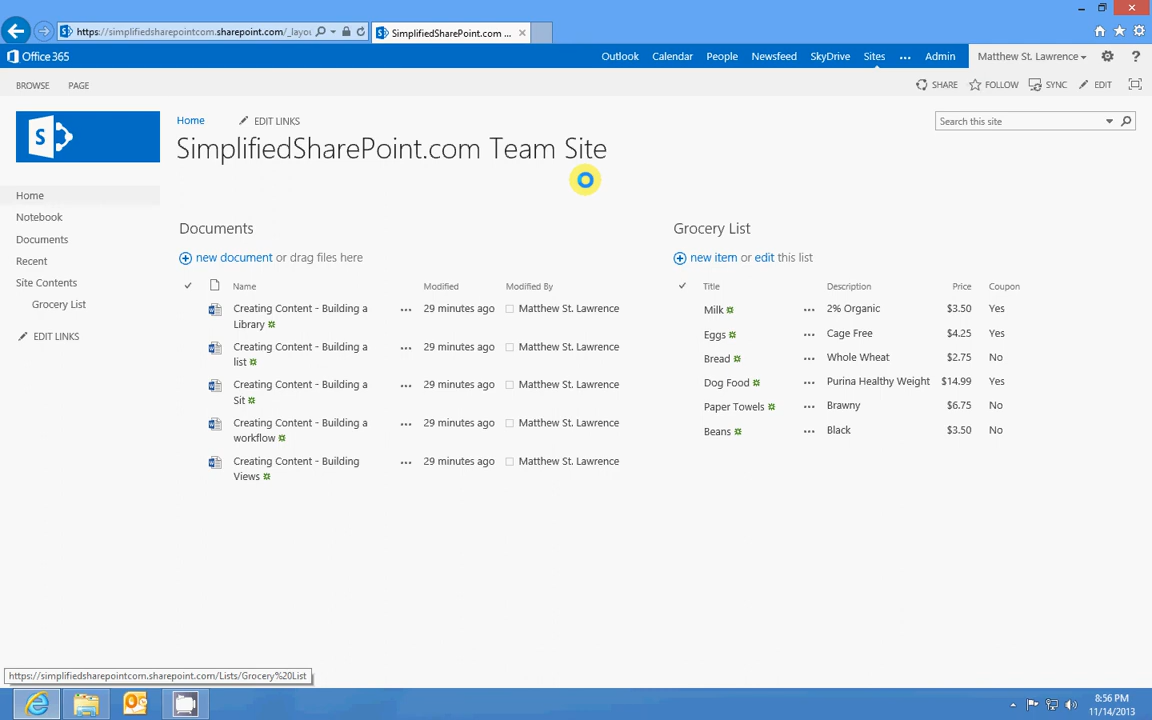 https://simplifiedsharepointcom.sharepoint.com/_layou
SimplifiedSharePoint.com ...
Office 365
Outlook Calendar People Newsfeed SkyDrive Sites ... Admin Matthew St. Lawrence ?
BROWSE PAGE SHARE FOLLOW SYNC EDIT
S
Home EDIT LINKS
Search this site
SimplifiedSharePoint.com Team Site
Home
Notebook
Documents
Recent
Site Contents
Grocery List
EDIT LINKS
Documents
new document or drag files here
Name Modified Modified By
Creating Content - Building a Library ... 29 minutes ago Matthew St. Lawrence
Creating Content - Building a list ... 29 minutes ago Matthew St. Lawrence
Creating Content - Building a Sit ... 29 minutes ago Matthew St. Lawrence
Creating Content - Building a workflow ... 29 minutes ago Matthew St. Lawrence
Creating Content - Building Views ... 29 minutes ago Matthew St. Lawrence
Grocery List
new item or edit this list
Title Description Price Coupon
Milk ... 2% Organic $3.50 Yes
Eggs ... Cage Free $4.25 Yes
Bread ... Whole Wheat $2.75 No
Dog Food ... Purina Healthy Weight $14.99 Yes
Paper Towels ... Brawny $6.75 No
Beans ... Black $3.50 No
https://simplifiedsharepointcom.sharepoint.com/Lists/Grocery%20List
8:56 PM
11/14/2013